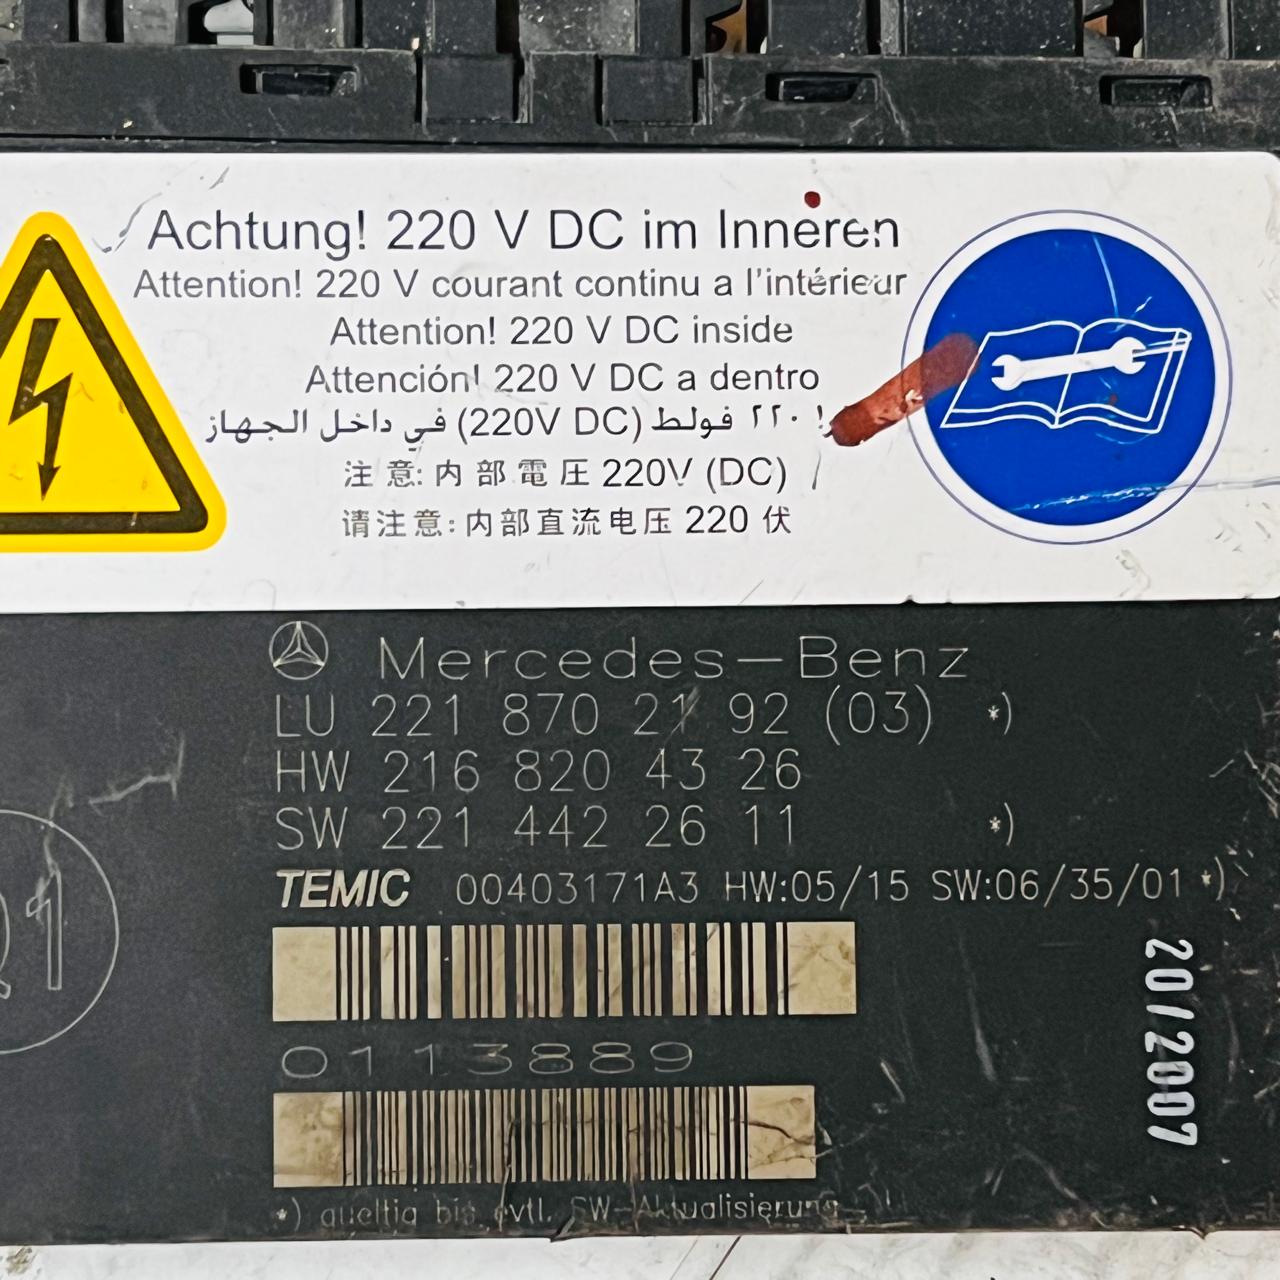 Achtung! 220 V DC im Inneren
Attention! 220 V courant continu a l'intérieur
Attention! 220 V DC inside
Attención! 220 V DC a dentro
! ٢٢٠ فولط (220V DC) في داخل الجهاز
注意: 内部電圧 220V (DC)
请注意: 内部直流电压 220 伏
Mercedes-Benz
LU 221 870 21 92 (03) *)
HW 216 820 43 26
SW 221 442 26 11 *)
TEMIC 00403171A3 HW:05/15 SW:06/35/01 *)
Q1
20/2007
0113889
*) gueltig bis evtl. SW-Aktualisierung